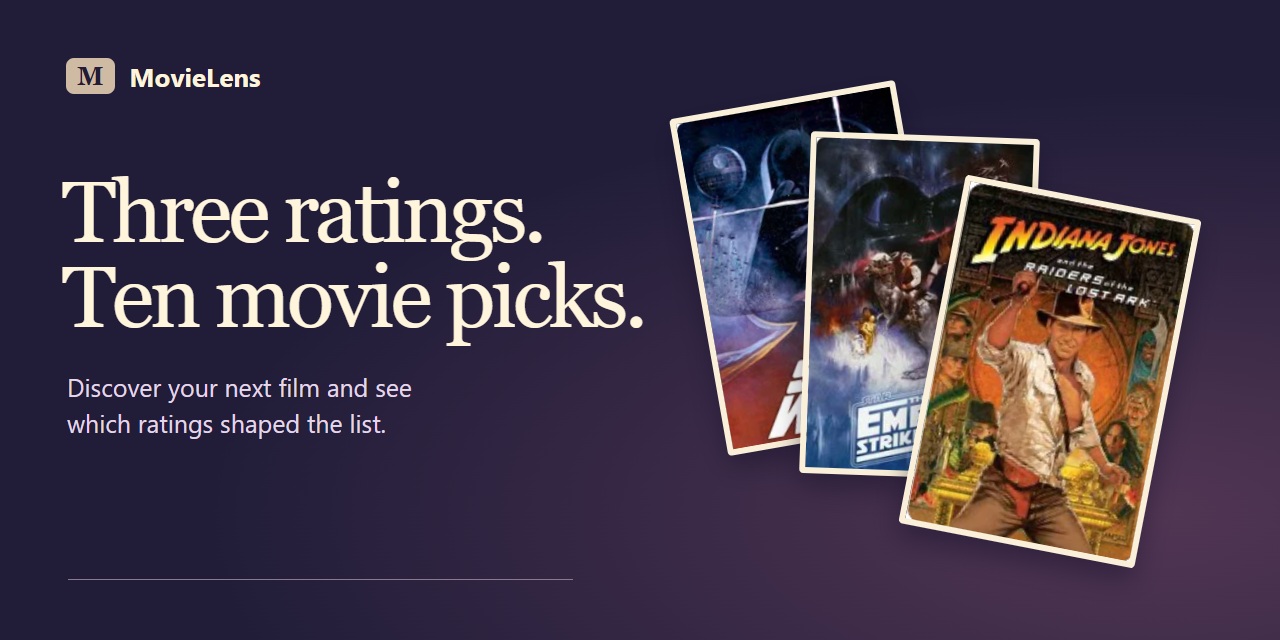 M MovieLens
Three ratings.
Ten movie picks.
Discover your next film and see
which ratings shaped the list.
INDIANA JONES
and the
RAIDERS of the
LOST ARK